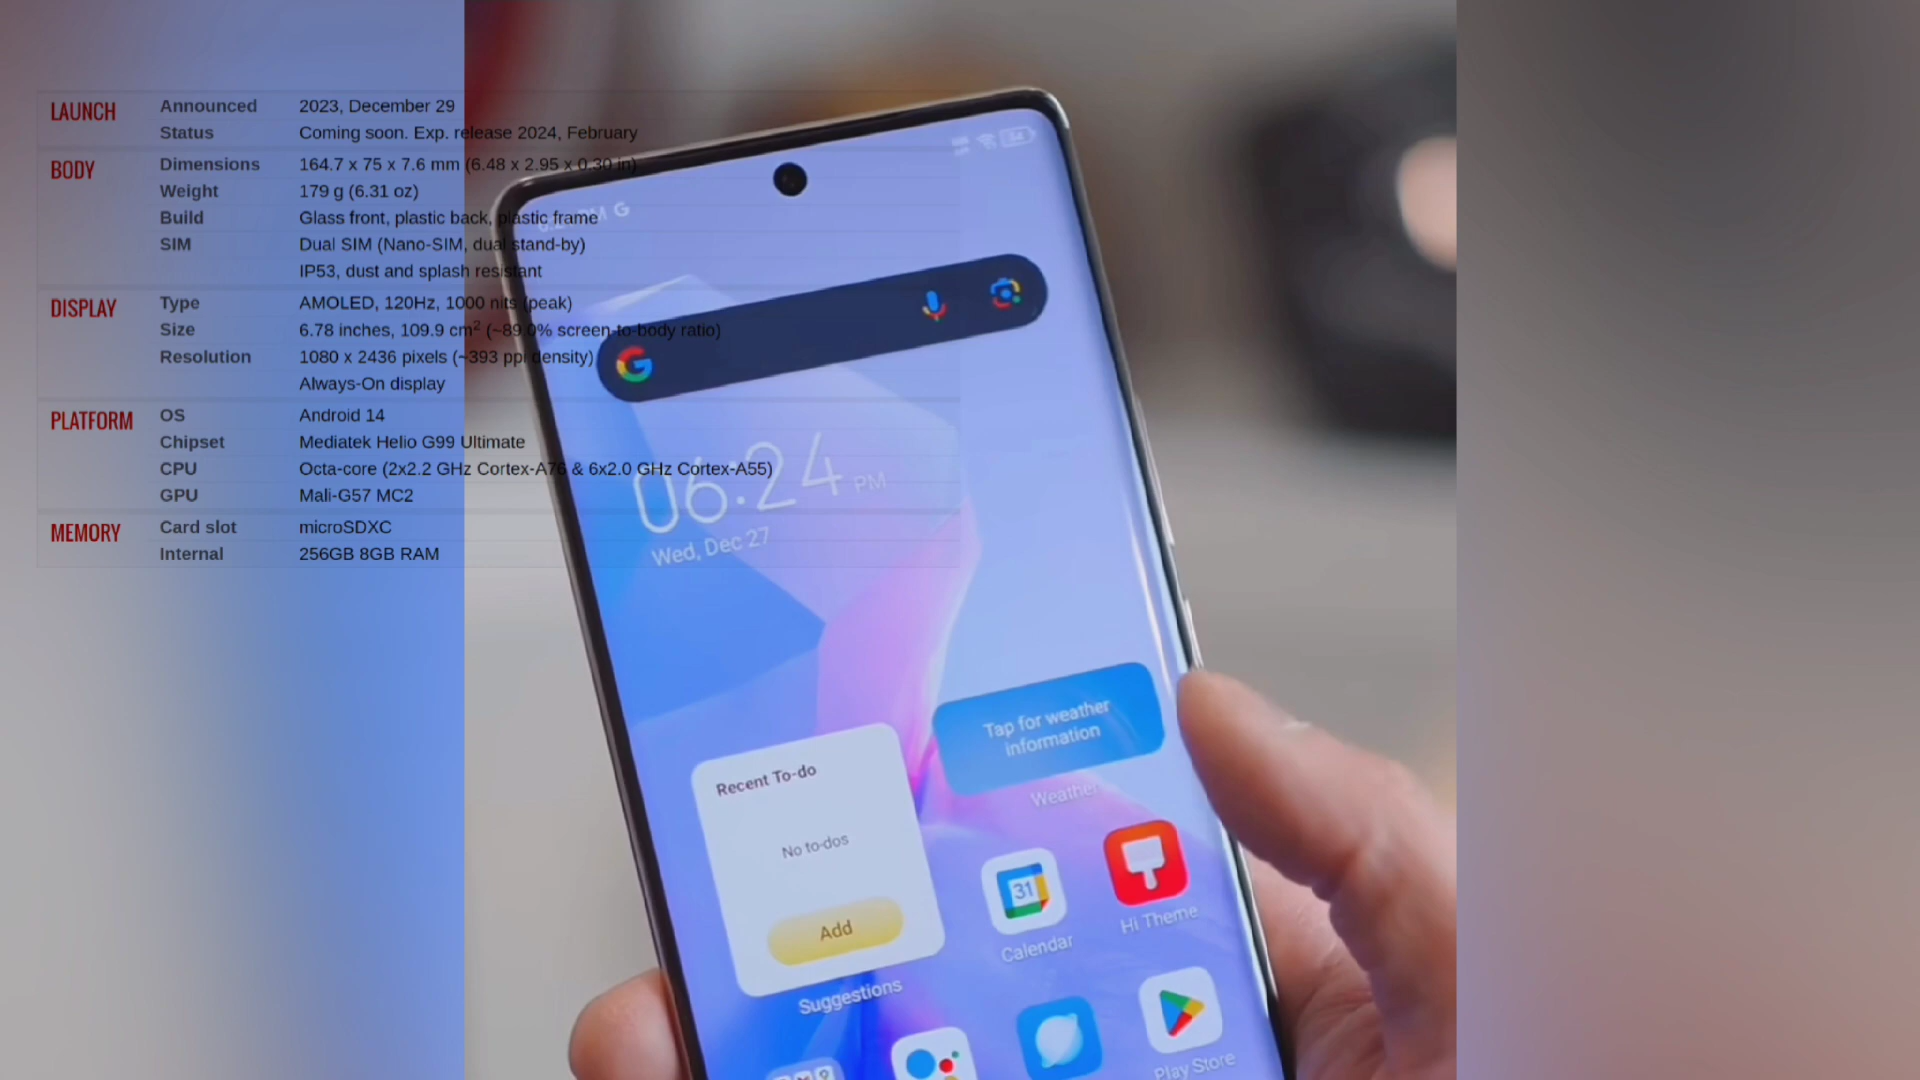 LAUNCH Announced 2023, December 29
Status Coming soon. Exp. release 2024, February
BODY Dimensions 164.7 x 75 x 7.6 mm (6.48 x 2.95 x 0.30 in)
Weight 179 g (6.31 oz)
Build Glass front, plastic back, plastic frame
SIM Dual SIM (Nano-SIM, dual stand-by)
IP53, dust and splash resistant
DISPLAY Type AMOLED, 120Hz, 1000 nits (peak)
Size 6.78 inches, 109.9 cm² (~89.0% screen-to-body ratio)
Resolution 1080 x 2436 pixels (~393 ppi density)
Always-On display
PLATFORM OS Android 14
Chipset Mediatek Helio G99 Ultimate
CPU Octa-core (2x2.2 GHz Cortex-A76 & 6x2.0 GHz Cortex-A55)
GPU Mali-G57 MC2
MEMORY Card slot microSDXC
Internal 256GB 8GB RAM
G
06:24 PM
Wed, Dec 27
Tap for weather
information
Weather
Recent To-do
No to-dos
Add
Suggestions
31
Calendar
Hi Theme
Play Store